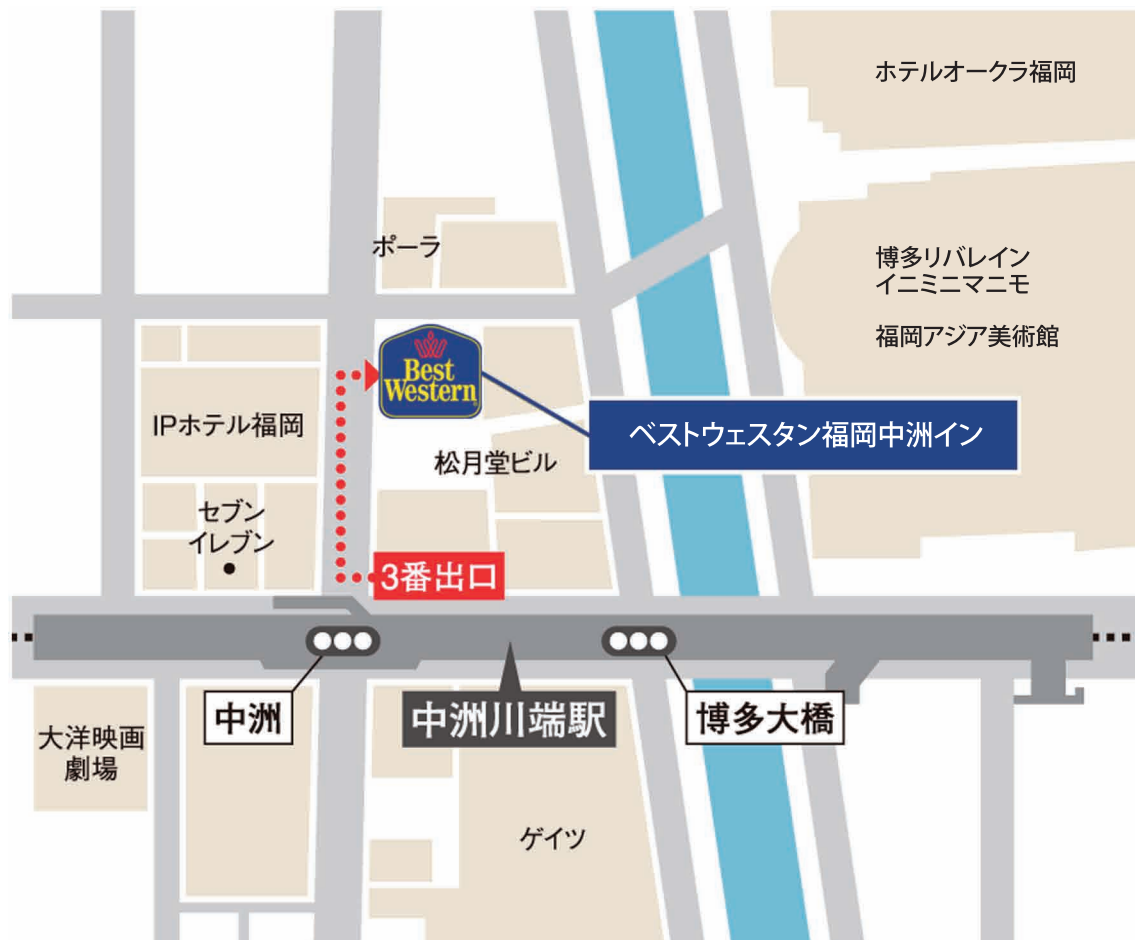 ホテルオークラ福岡
ポーラ
博多リバレイン
イニミニマニモ
福岡アジア美術館
Best
Western
IPホテル福岡
ベストウェスタン福岡中洲イン
松月堂ビル
セブン
イレブン
3番出口
中洲
中洲川端駅
博多大橋
大洋映画
劇場
ゲイツ